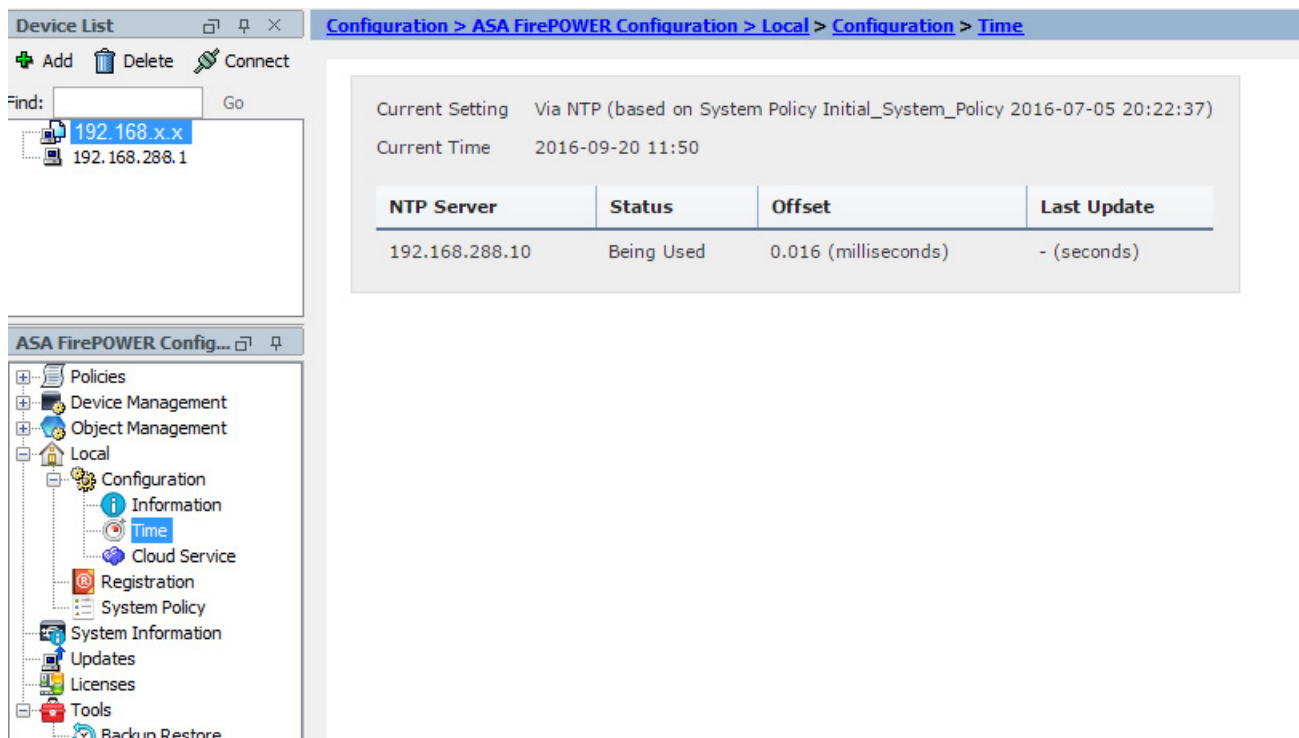 Device List
Add Delete Connect
Find: Go
192.168.x.x
192.168.288.1
ASA FirePOWER Config...
Policies
Device Management
Object Management
Local
Configuration
Information
Time
Cloud Service
Registration
System Policy
System Information
Updates
Licenses
Tools
Backup Restore
Configuration > ASA FirePOWER Configuration > Local > Configuration > Time
Current Setting Via NTP (based on System Policy Initial_System_Policy 2016-07-05 20:22:37)
Current Time 2016-09-20 11:50
NTP Server Status Offset Last Update
192.168.288.10 Being Used 0.016 (milliseconds) - (seconds)